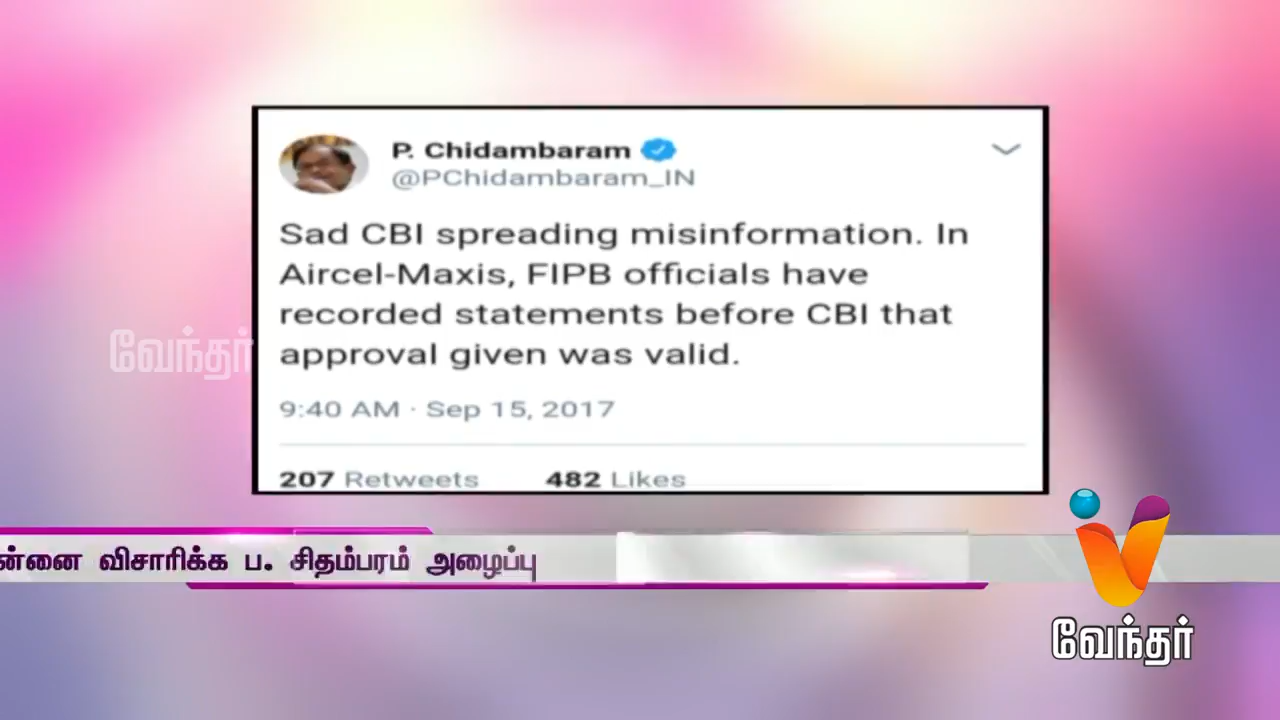 P. Chidambaram
@PChidambaram_IN
Sad CBI spreading misinformation. In
Aircel-Maxis, FIPB officials have
recorded statements before CBI that
approval given was valid.
9:40 AM · Sep 15, 2017
207 Retweets 482 Likes
வேந்தர்
விசாரிக்க ப. சிதம்பரம் அழைப்பு
வேந்தர்